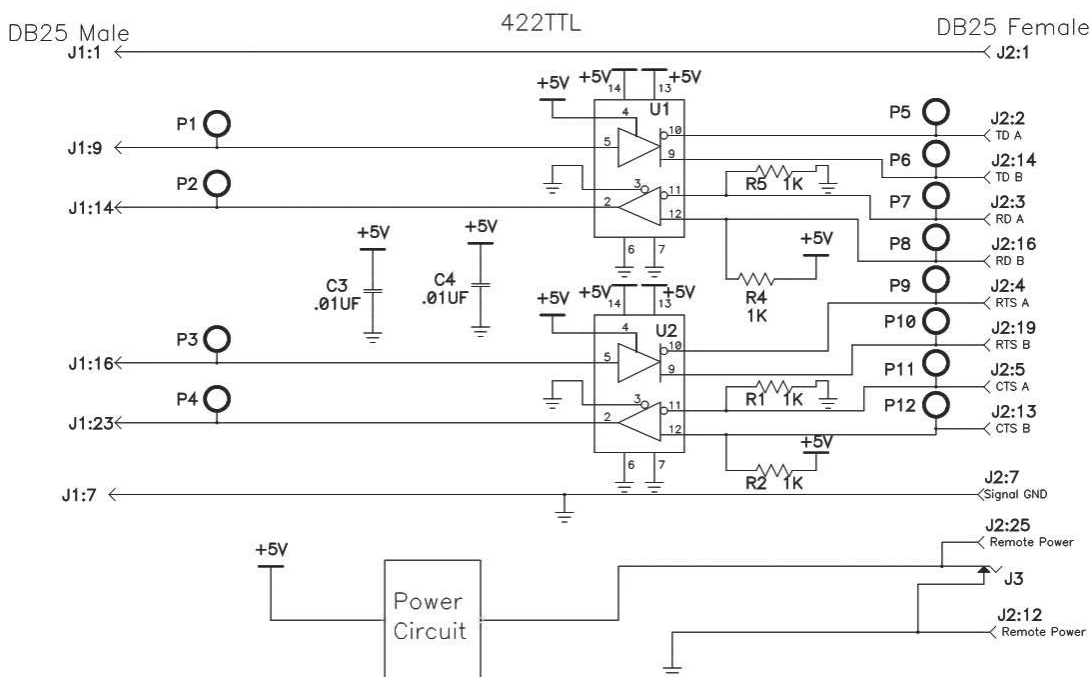 422TTL
DB25 Male
DB25 Female
J1:1
J2:1
+5V
+5V
+5V
14
13
U1
4
P1
P5
J2:2
TD A
J1:9
5
10
9
P6
J2:14
TD B
P2
3
11
R5 1K
P7
J2:3
RD A
J1:14
2
12
P8
J2:16
RD B
+5V
+5V
+5V
6
7
C3
.01UF
C4
.01UF
R4
1K
P9
J2:4
RTS A
+5V
+5V
+5V
14
13
U2
4
P3
P10
J2:19
RTS B
J1:16
5
10
9
P11
J2:5
CTS A
P4
3
11
R1 1K
P12
J2:13
CTS B
J1:23
2
12
+5V
6
7
R2 1K
J1:7
J2:7
Signal GND
J2:25
Remote Power
+5V
J3
Power
Circuit
J2:12
Remote Power